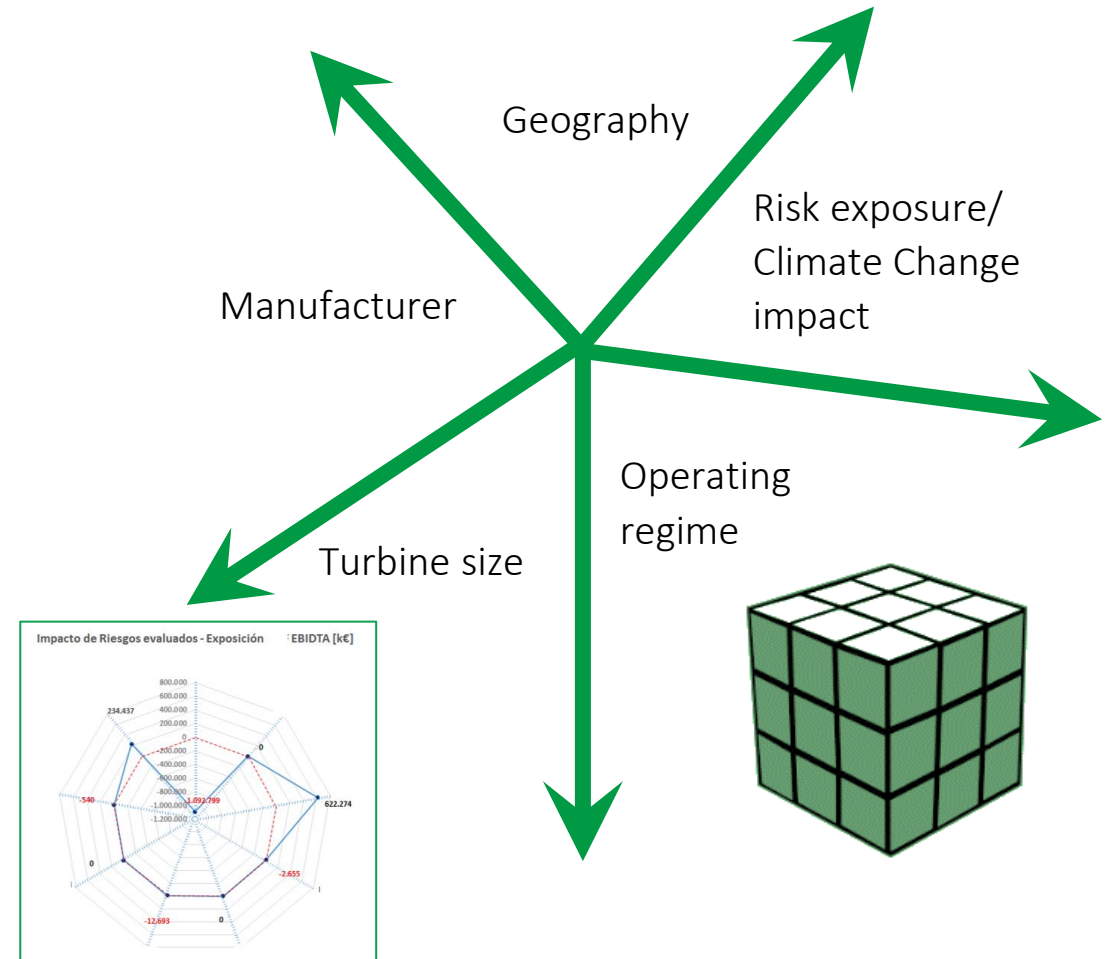 Geography
Risk exposure/
Climate Change
impact
Manufacturer
Operating
regime
Turbine size
Impacto de Riesgos evaluados - Exposición EBIDTA [k€]
800.000
600.000
400.000
200.000
0
-200.000
-400.000
-600.000
-800.000
-1.000.000
-1.200.000
234.437
0
622.274
-2.655
0
-12.693
0
-540
-1.092.799